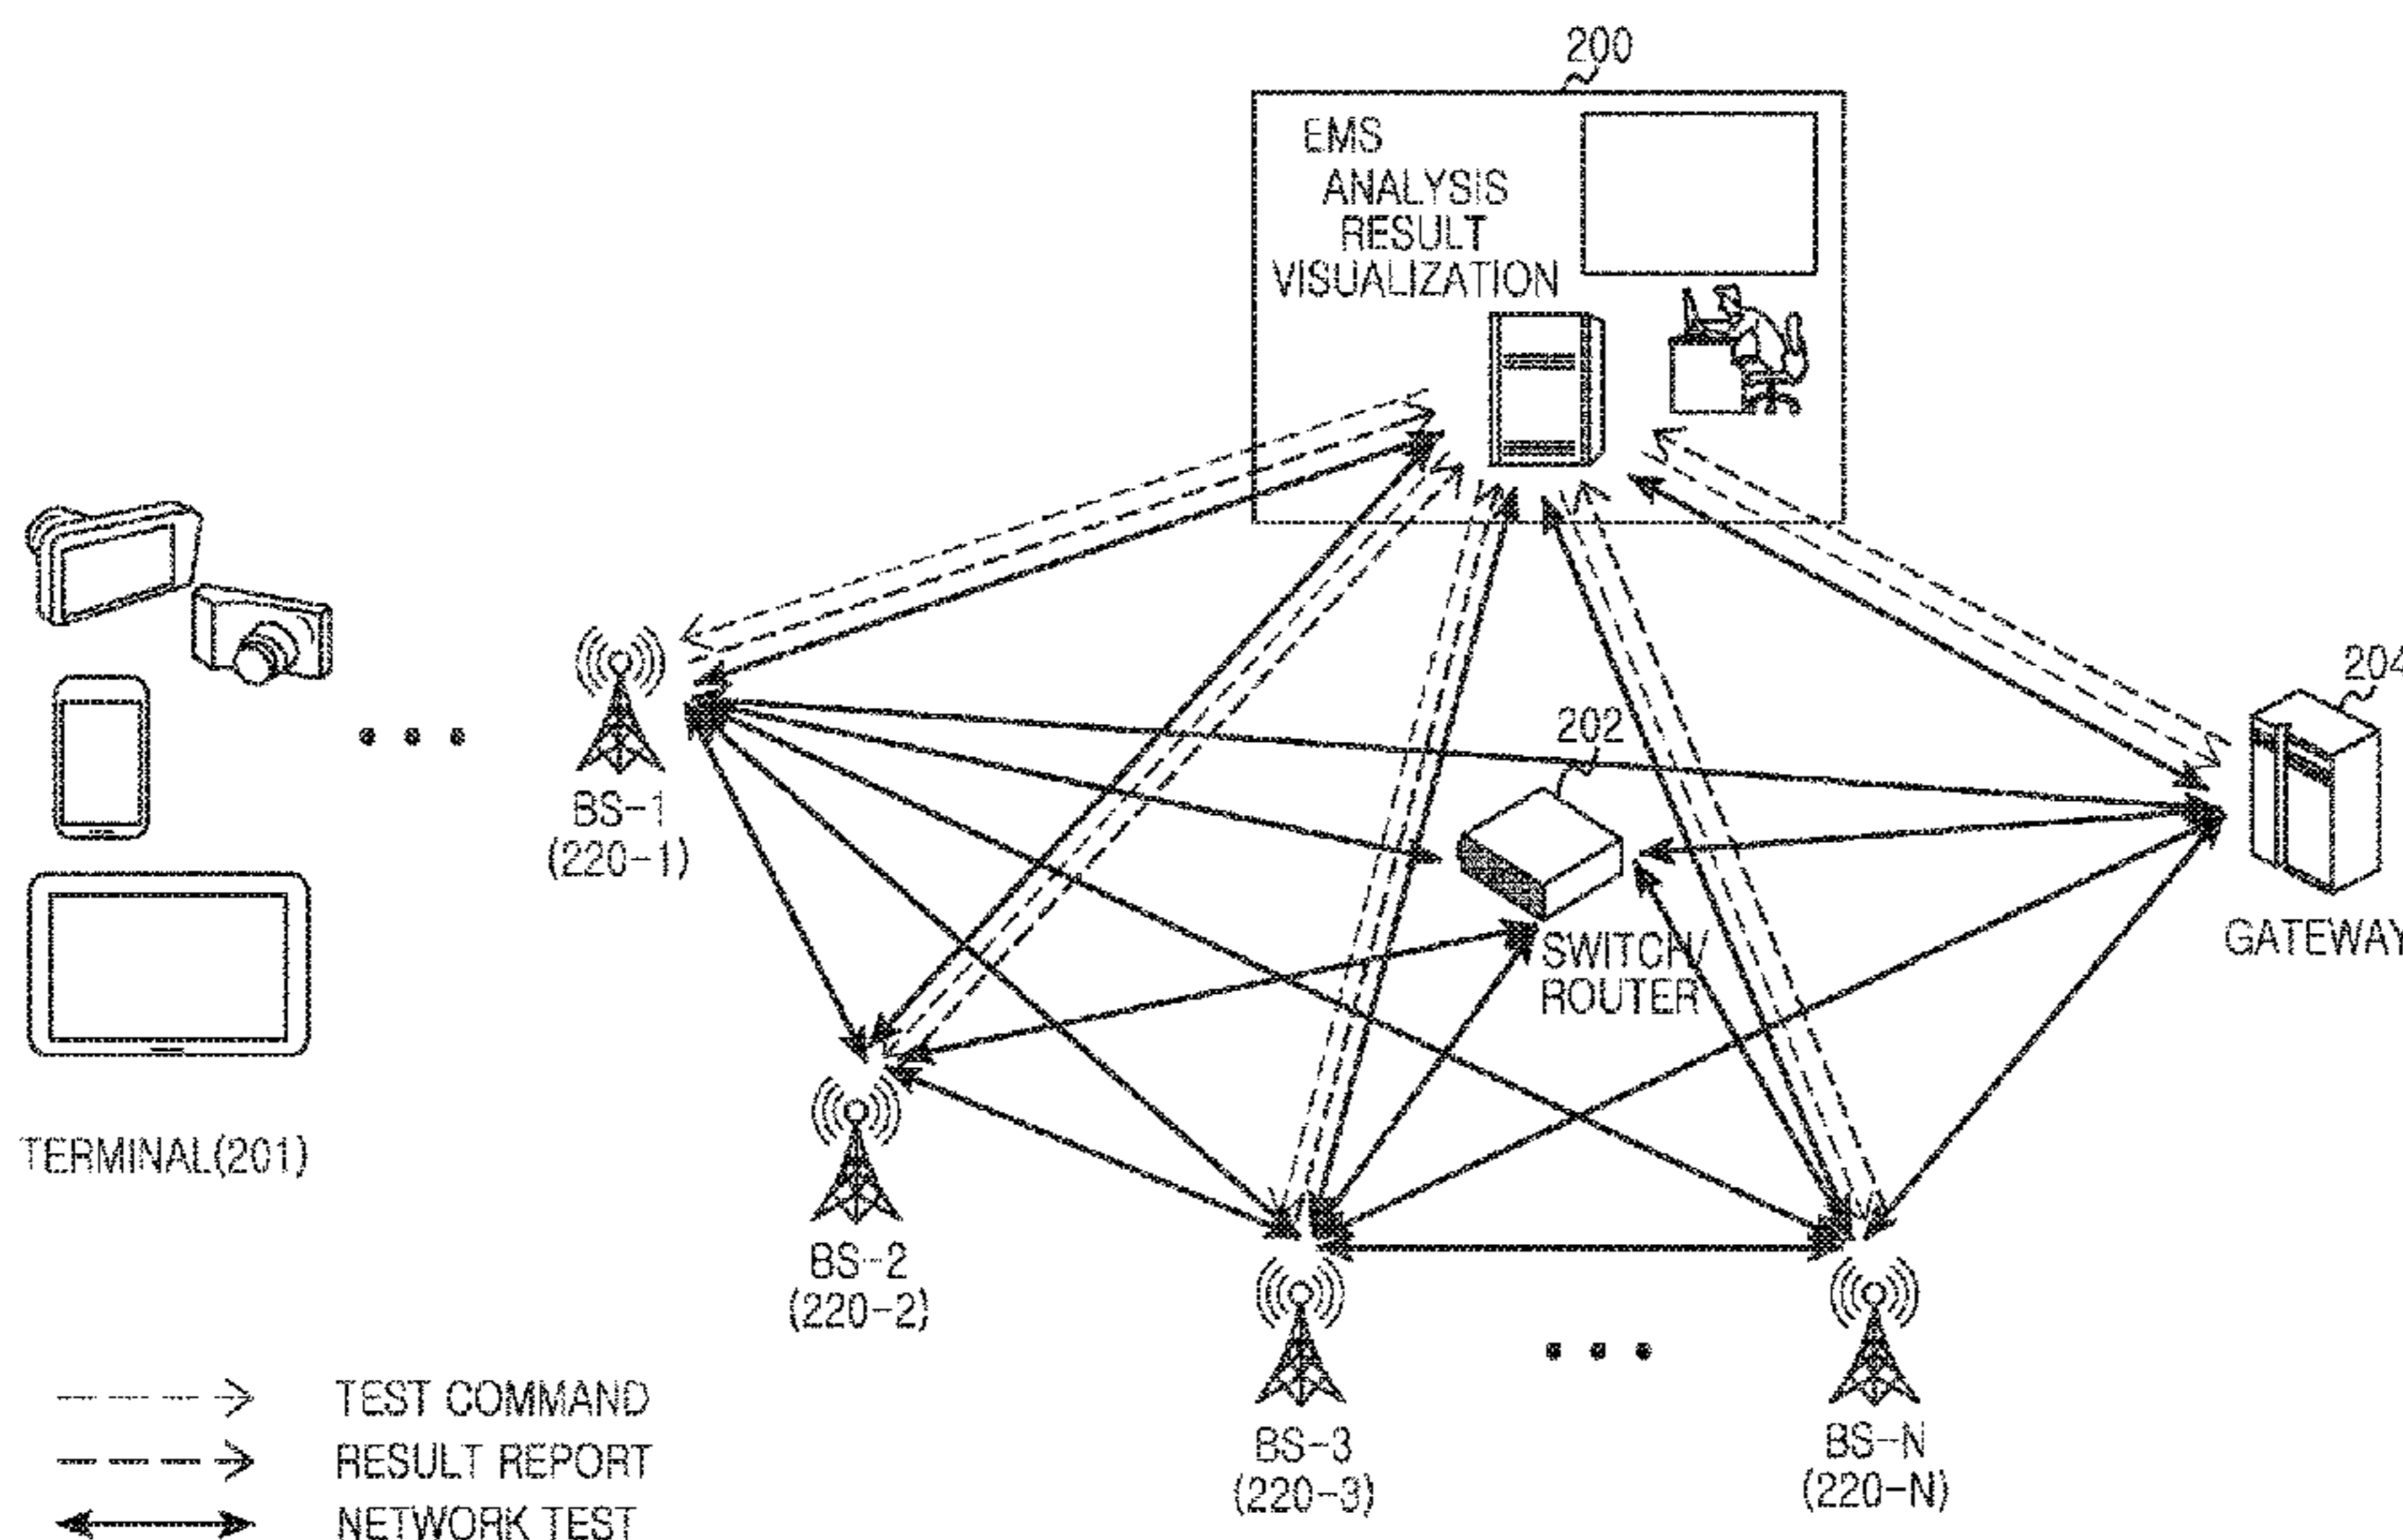 200
EMS
ANALYSIS
RESULT
VISUALIZATION
204
202
BS-1
(220-1)
SWITCH/
ROUTER
GATEWAY
TERMINAL(201)
BS-2
(220-2)
BS-3
(220-3)
BS-N
(220-N)
TEST COMMAND
RESULT REPORT
NETWORK TEST